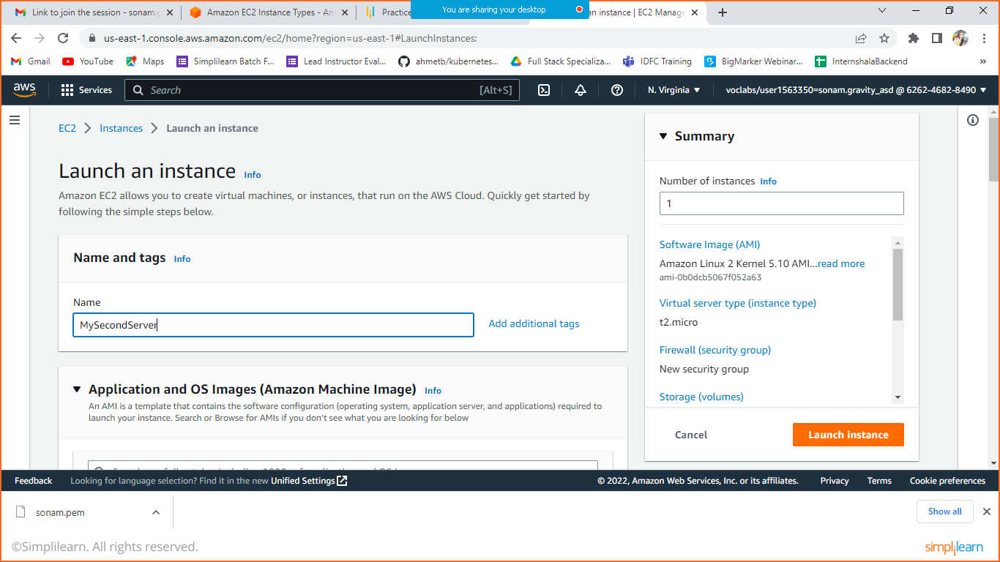 Link to join the session - sonam.g
Amazon EC2 Instance Types - Am
Practice
You are sharing your desktop
an instance | EC2 Manage
us-east-1.console.aws.amazon.com/ec2/home?region=us-east-1#LaunchInstances:
Gmail YouTube Maps Simplilearn Batch F... Lead Instructor Eval... ahmetb/kubernetes... Full Stack Specializa... IDFC Training BigMarker Webinar... InternshalaBackend »
aws Services Search [Alt+S] N. Virginia voclabs/user1563350=sonam.gravity_asd @ 6262-4682-8490
EC2 Instances Launch an instance
Launch an instance Info
Amazon EC2 allows you to create virtual machines, or instances, that run on the AWS Cloud. Quickly get started by
following the simple steps below.
Name and tags Info
Name
MySecondServer
Add additional tags
Application and OS Images (Amazon Machine Image) Info
An AMI is a template that contains the software configuration (operating system, application server, and applications) required to
launch your instance. Search or Browse for AMIs if you don't see what you are looking for below
Summary
Number of instances Info
1
Software Image (AMI)
Amazon Linux 2 Kernel 5.10 AMI...read more
ami-0b0dcb5067f052a63
Virtual server type (instance type)
t2.micro
Firewall (security group)
New security group
Storage (volumes)
Cancel Launch instance
Feedback Looking for language selection? Find it in the new Unified Settings © 2022, Amazon Web Services, Inc. or its affiliates. Privacy Terms Cookie preferences
sonam.pem
Show all
©Simplilearn. All rights reserved.
simplilearn